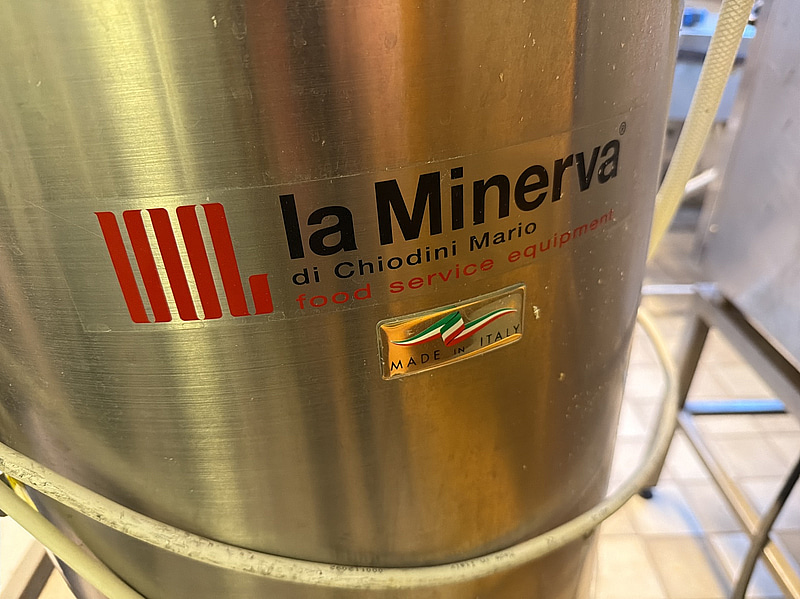 la Minerva®
di Chiodini Mario
food service equipment
MADE IN ITALY